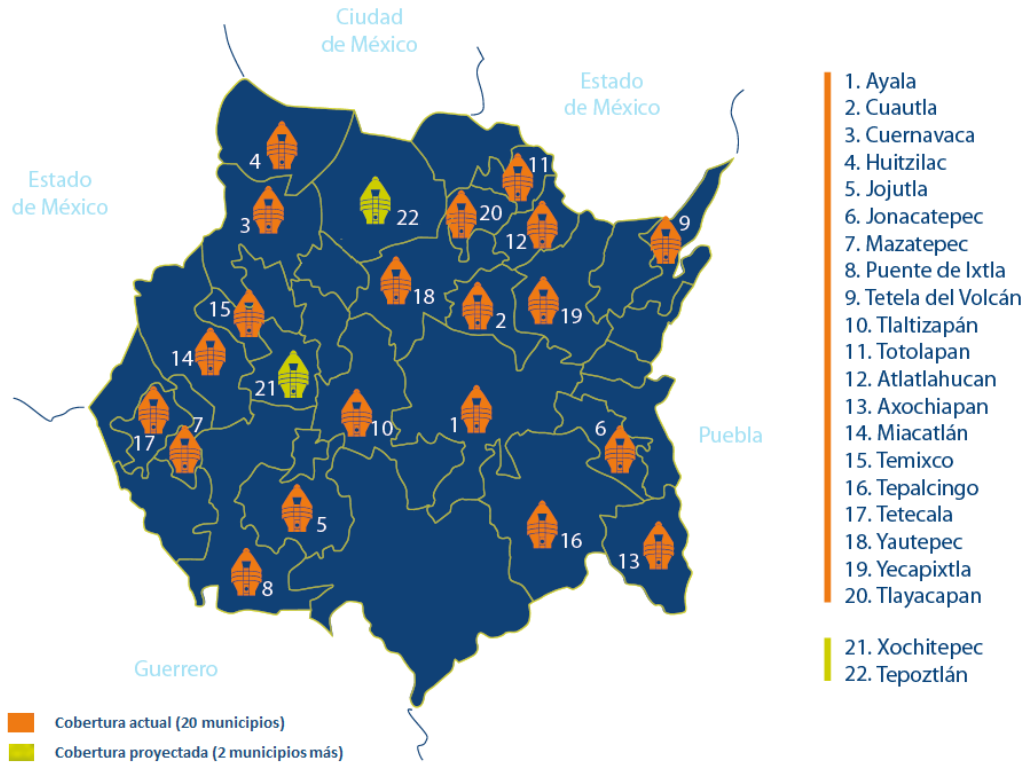 Ciudad
de México
Estado
de México
Estado
de México
Puebla
Guerrero
4
11
3
22
20
12
9
18
15
2
19
14
21
7
17
10
1
6
5
16
13
8
1. Ayala
2. Cuautla
3. Cuernavaca
4. Huitzilac
5. Jojutla
6. Jonacatepec
7. Mazatepec
8. Puente de Ixtla
9. Tetela del Volcán
10. Tlaltizapán
11. Totolapan
12. Atlatlahucan
13. Axochiapan
14. Miacatlán
15. Temixco
16. Tepalcingo
17. Tetecala
18. Yautepec
19. Yecapixtla
20. Tlayacapan
21. Xochitepec
22. Tepoztlán
Cobertura actual (20 municipios)
Cobertura proyectada (2 municipios más)